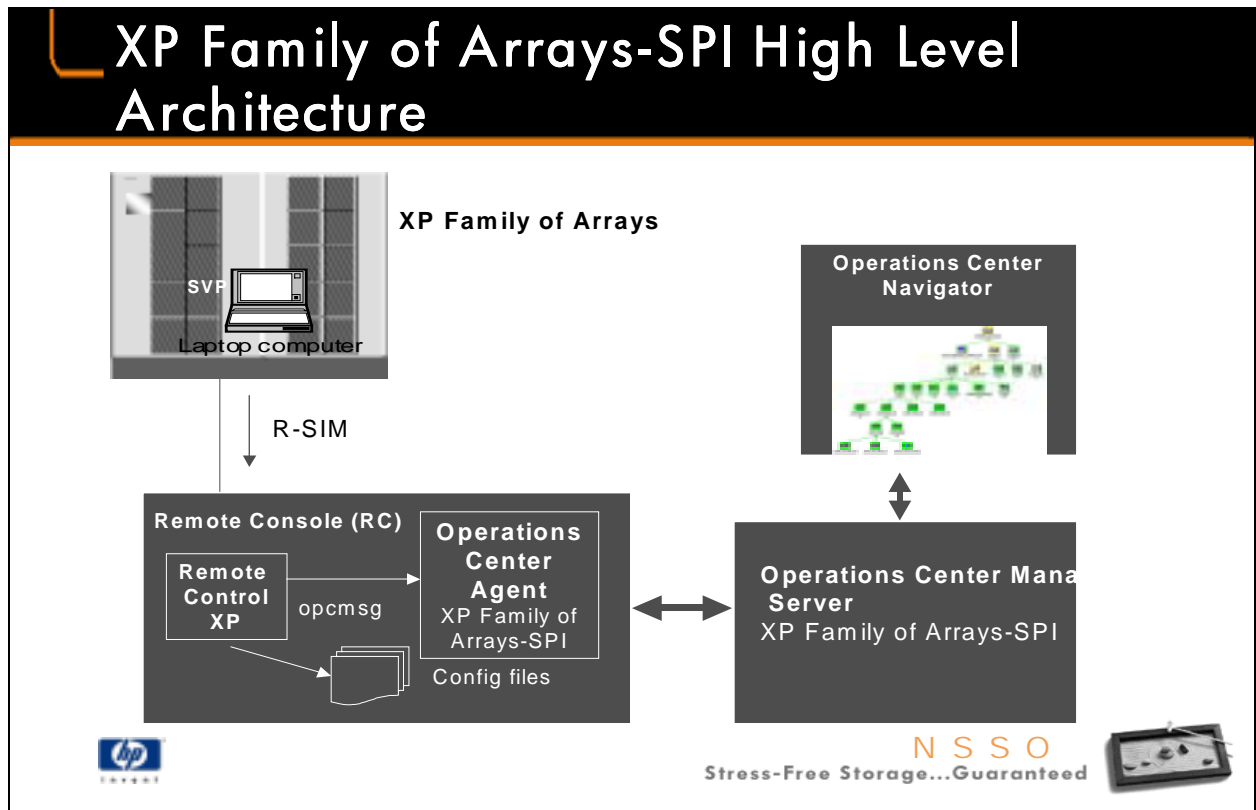 XP Family of Arrays-SPI High Level
Architecture
XP Family of Arrays
SVP
Laptop computer
R-SIM
Operations Center
Navigator
Remote Console (RC)
Remote
Control
XP
opcmsg
Operations
Center
Agent
XP Family of
Arrays-SPI
Config files
Operations Center Mana
Server
XP Family of Arrays-SPI
hp
invent
NSSO
Stress-Free Storage...Guaranteed